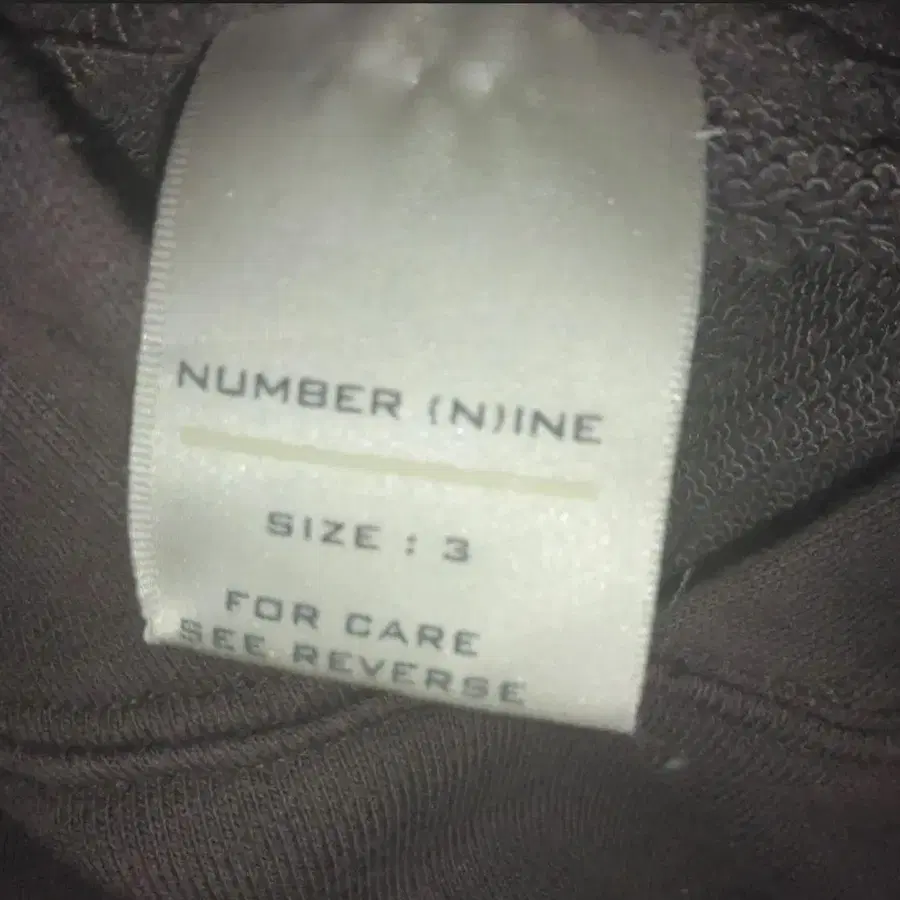 NUMBER (N)INE
SIZE : 3
FOR CARE
SEE REVERSE